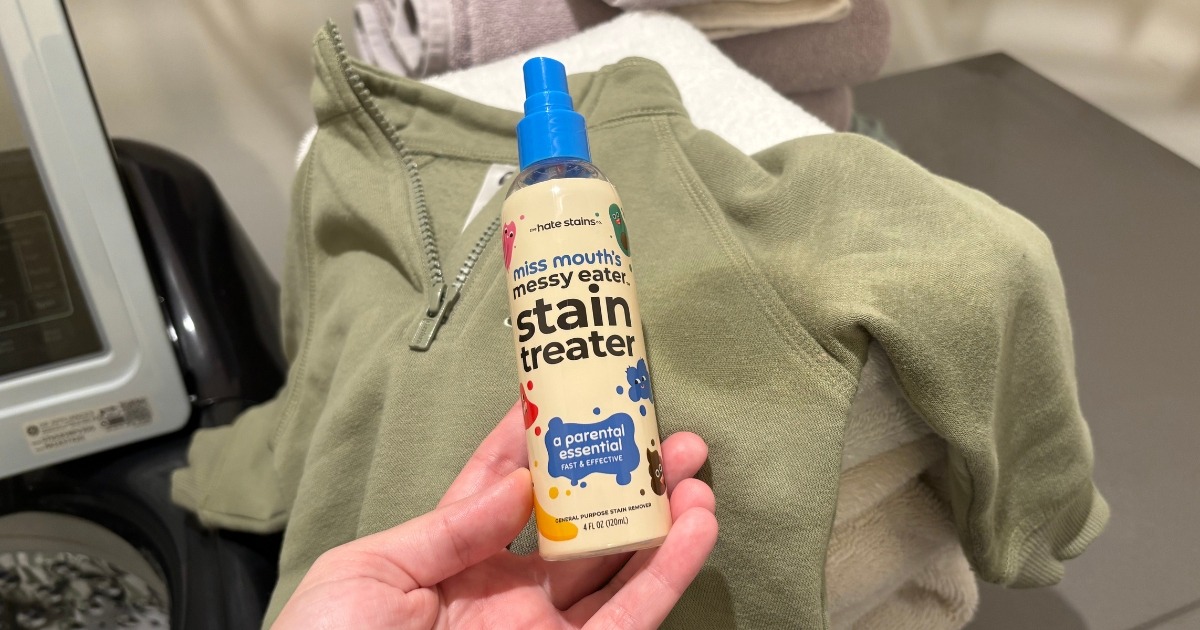 the hate stains co.
miss mouth's
messy eater™
stain
treater
a parental
essential
FAST & EFFECTIVE
GENERAL PURPOSE STAIN REMOVER
4 FL OZ (120mL)